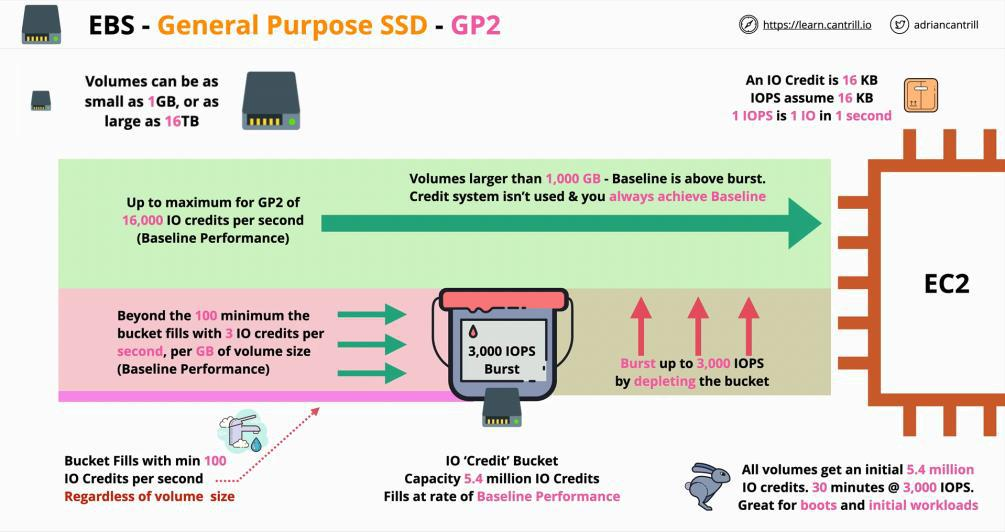 EBS - General Purpose SSD - GP2
https://learn.cantrill.io
adriancantrill
Volumes can be as
small as 1GB, or as
large as 16TB
An IO Credit is 16 KB
IOPS assume 16 KB
1 IOPS is 1 IO in 1 second
Up to maximum for GP2 of
16,000 IO credits per second
(Baseline Performance)
Volumes larger than 1,000 GB - Baseline is above burst.
Credit system isn't used & you always achieve Baseline
EC2
Beyond the 100 minimum the
bucket fills with 3 IO credits per
second, per GB of volume size
(Baseline Performance)
3,000 IOPS
Burst
Burst up to 3,000 IOPS
by depleting the bucket
Bucket Fills with min 100
IO Credits per second
Regardless of volume size
IO 'Credit' Bucket
Capacity 5.4 million IO Credits
Fills at rate of Baseline Performance
All volumes get an initial 5.4 million
IO credits. 30 minutes @ 3,000 IOPS.
Great for boots and initial workloads